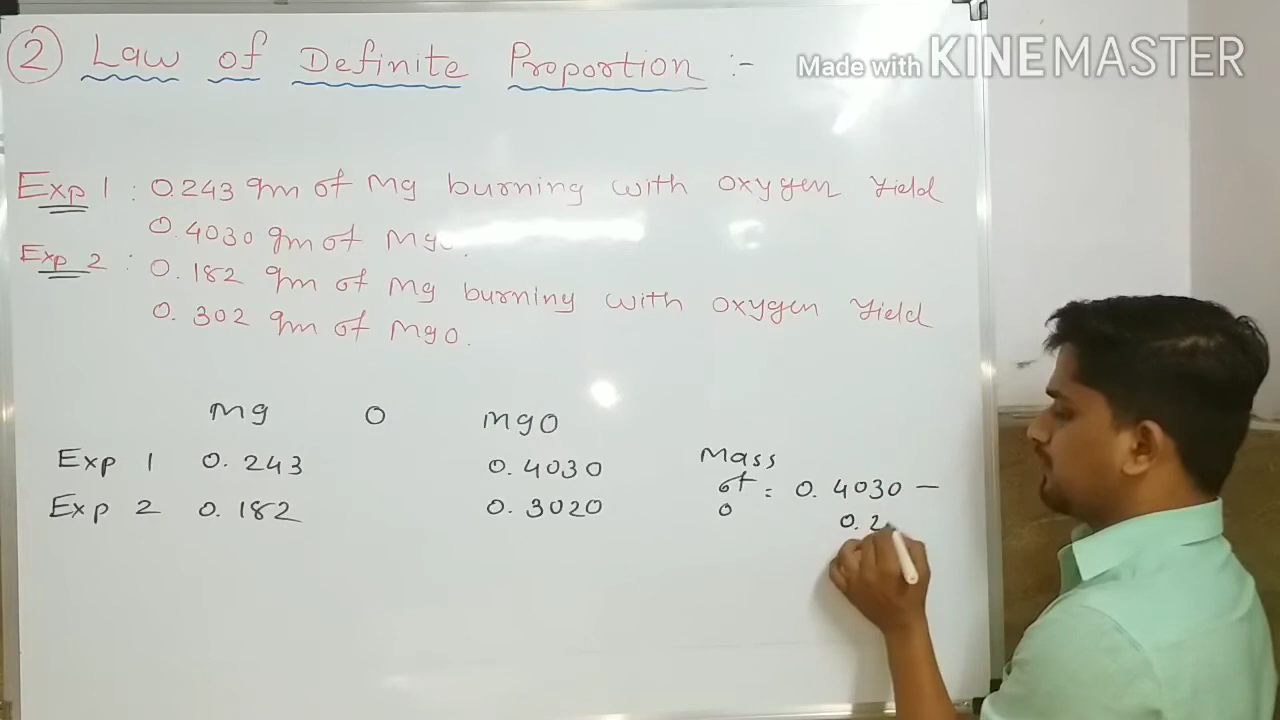 Made with KINEMASTER
② Law of Definite Proportion :-
Exp 1 : 0.243 gm of Mg burning with oxygen yield
0.4030 gm of
Exp 2 : 0.182 gm of Mg burning with oxygen yield
0.302 gm of MgO.
Mg O MgO
Exp 1 0.243 0.4030
Exp 2 0.182 0.3020
Mass
of = 0.4030 –
O 0.2